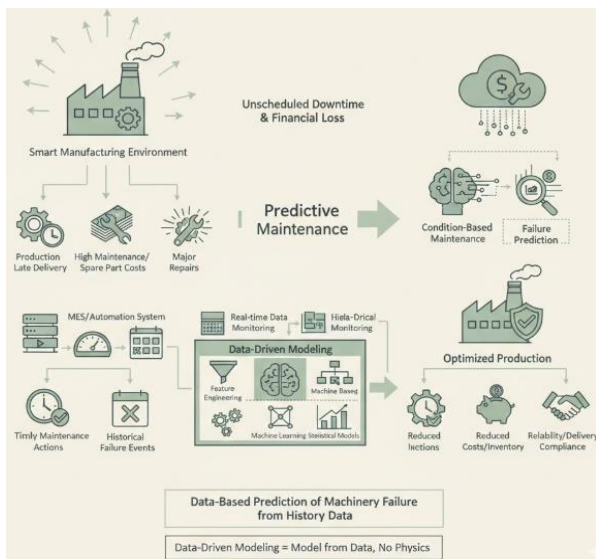 Unscheduled Downtime
& Financial Loss
Smart Manufacturing Environment
Production
Late Delivery
High Maintenance/
Spare Part Costs
Major
Repairs
Predictive
Maintenance
Condition-Based
Maintenance
Failure
Prediction
MES/Automation System
Timly Maintenance
Actions
Historical
Failure Events
Real-time Data
Monitoring
Hiela-Drical
Monitoring
Data-Driven Modeling
Feature
Engineering
Machine Based
Machine Learning
Statistical Models
Optimized Production
Reduced
Iuctions
Reduced
Costs/Inventory
Relablity/Delivery
Compliance
Data-Based Prediction of Machinery Failure
from History Data
Data-Driven Modeling = Model from Data, No Physics